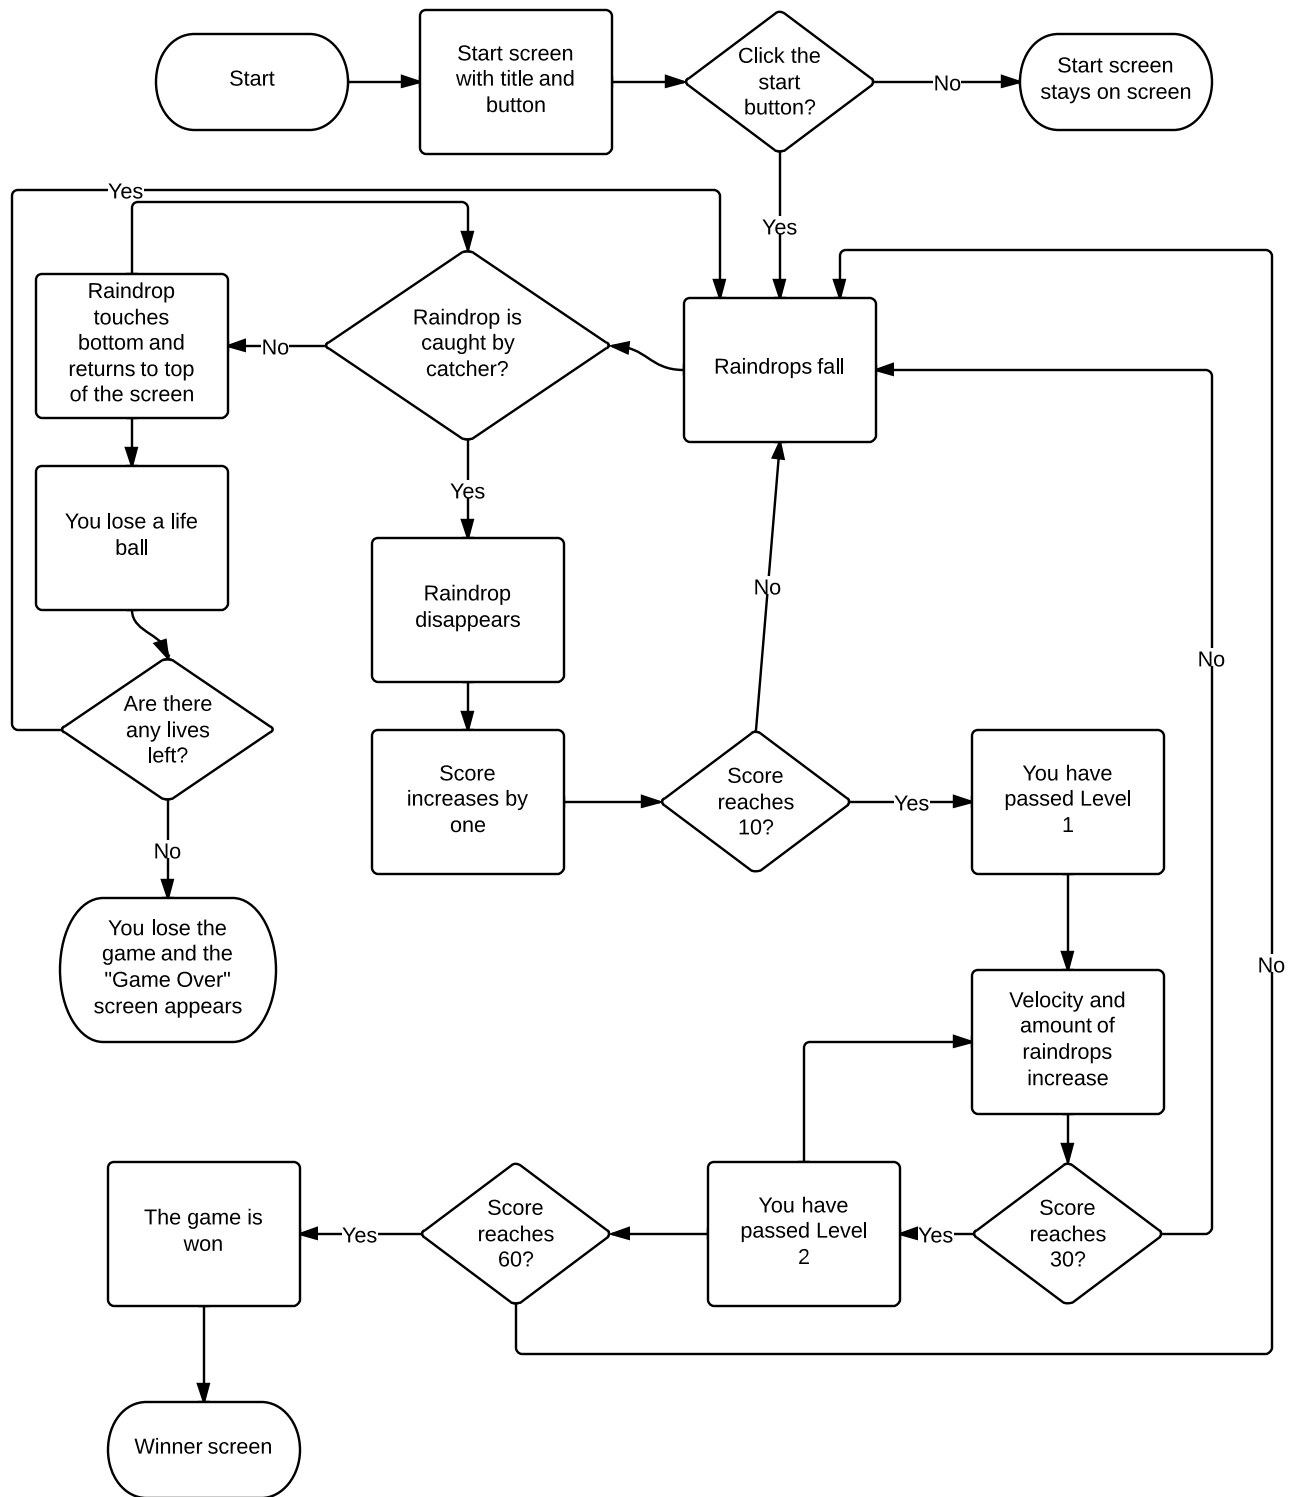 Start
Start screen
with title and
button
Click the
start
button?
No
Start screen
stays on screen
Yes
Yes
Raindrop
touches
bottom and
returns to top
of the screen
No
Raindrop is
caught by
catcher?
Raindrops fall
You lose a life
ball
Yes
Raindrop
disappears
No
No
Are there
any lives
left?
Score
increases by
one
Score
reaches
10?
Yes
You have
passed Level
1
No
You lose the
game and the
"Game Over"
screen appears
No
Velocity and
amount of
raindrops
increase
The game is
won
Yes
Score
reaches
60?
You have
passed Level
2
Yes
Score
reaches
30?
Winner screen